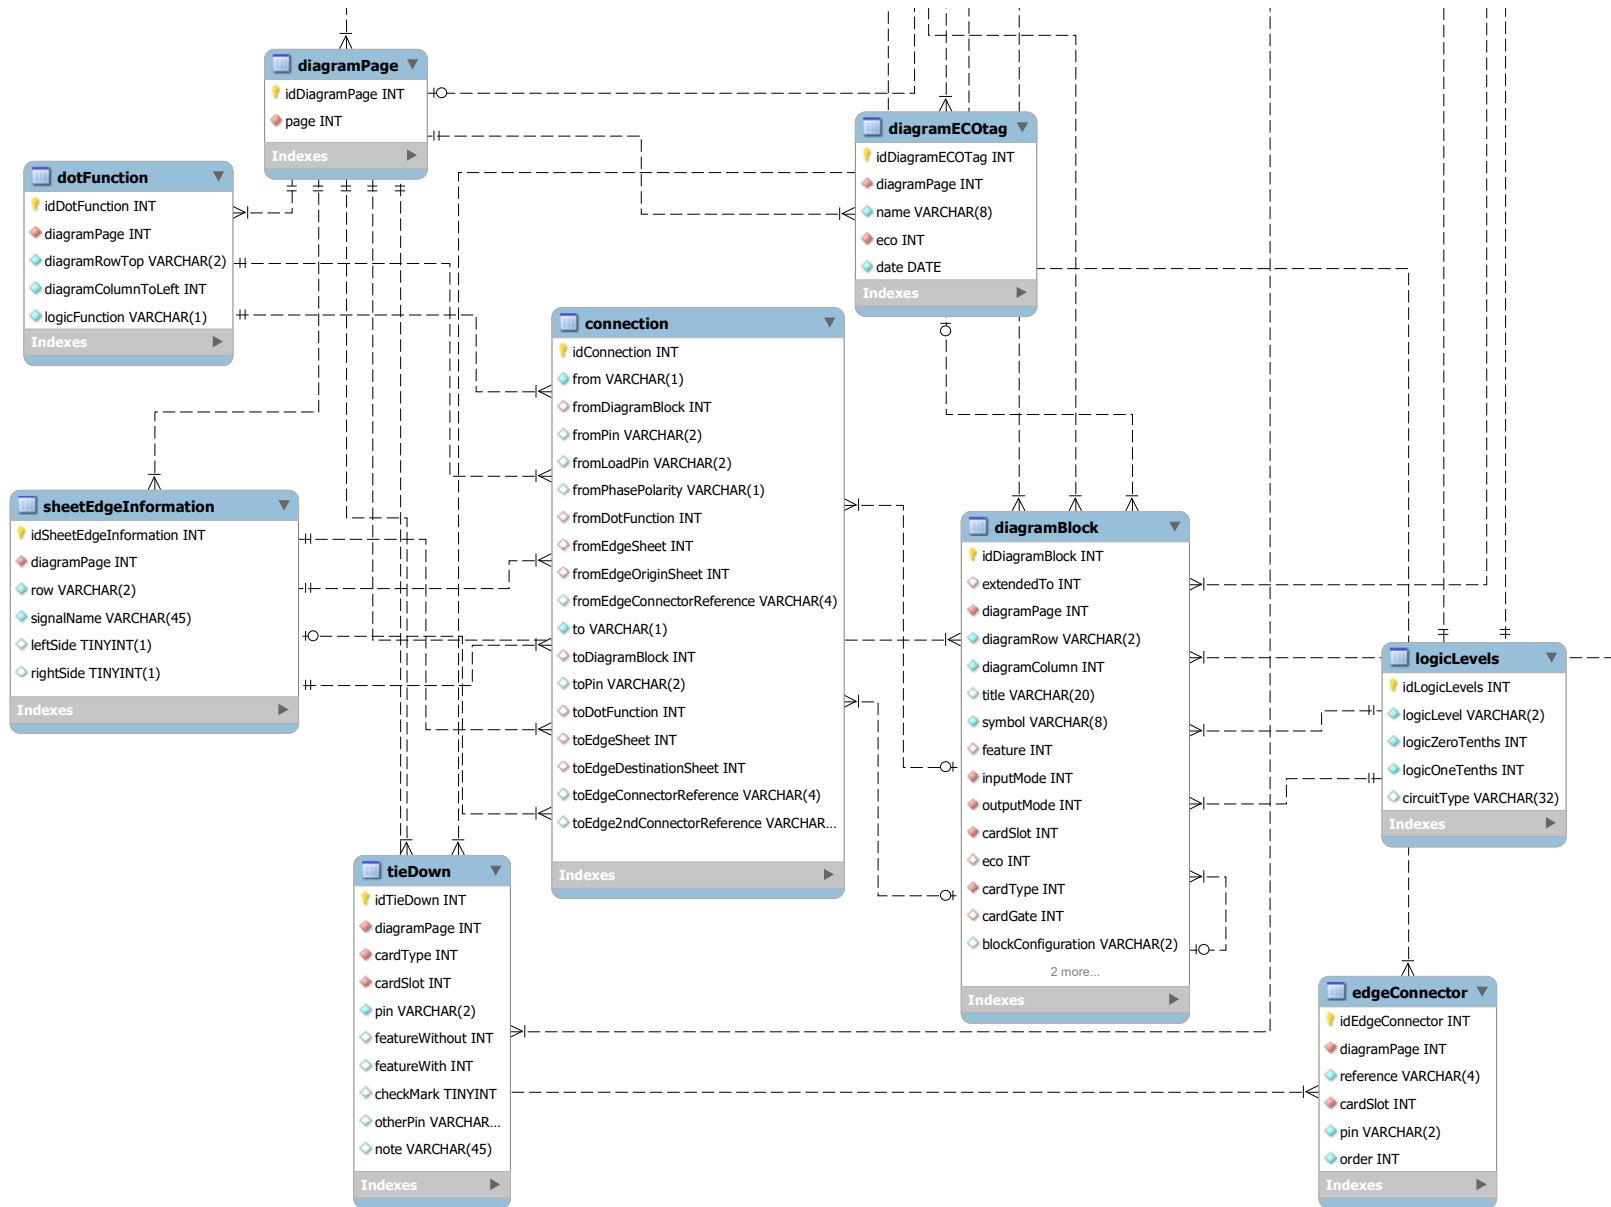 diagramPage
idDiagramPage INT
page INT
Indexes
diagramECOtag
idDiagramECOTag INT
diagramPage INT
name VARCHAR(8)
eco INT
date DATE
Indexes
dotFunction
idDotFunction INT
diagramPage INT
diagramRowTop VARCHAR(2)
diagramColumnToLeft INT
logicFunction VARCHAR(1)
Indexes
connection
idConnection INT
from VARCHAR(1)
fromDiagramBlock INT
fromPin VARCHAR(2)
fromLoadPin VARCHAR(2)
fromPhasePolarity VARCHAR(1)
fromDotFunction INT
fromEdgeSheet INT
fromEdgeOriginSheet INT
fromEdgeConnectorReference VARCHAR(4)
to VARCHAR(1)
toDiagramBlock INT
toPin VARCHAR(2)
toDotFunction INT
toEdgeSheet INT
toEdgeDestinationSheet INT
toEdgeConnectorReference VARCHAR(4)
toEdge2ndConnectorReference VARCHAR...
Indexes
sheetEdgeInformation
idSheetEdgeInformation INT
diagramPage INT
row VARCHAR(2)
signalName VARCHAR(45)
leftSide TINYINT(1)
rightSide TINYINT(1)
Indexes
diagramBlock
idDiagramBlock INT
extendedTo INT
diagramPage INT
diagramRow VARCHAR(2)
diagramColumn INT
title VARCHAR(20)
symbol VARCHAR(8)
feature INT
inputMode INT
outputMode INT
cardSlot INT
eco INT
cardType INT
cardGate INT
blockConfiguration VARCHAR(2)
2 more...
Indexes
logicLevels
idLogicLevels INT
logicLevel VARCHAR(2)
logicZeroTenths INT
logicOneTenths INT
circuitType VARCHAR(32)
Indexes
tieDown
idTieDown INT
diagramPage INT
cardType INT
cardSlot INT
pin VARCHAR(2)
featureWithout INT
featureWith INT
checkMark TINYINT
otherPin VARCHAR...
note VARCHAR(45)
Indexes
edgeConnector
idEdgeConnector INT
diagramPage INT
reference VARCHAR(4)
cardSlot INT
pin VARCHAR(2)
order INT
Indexes